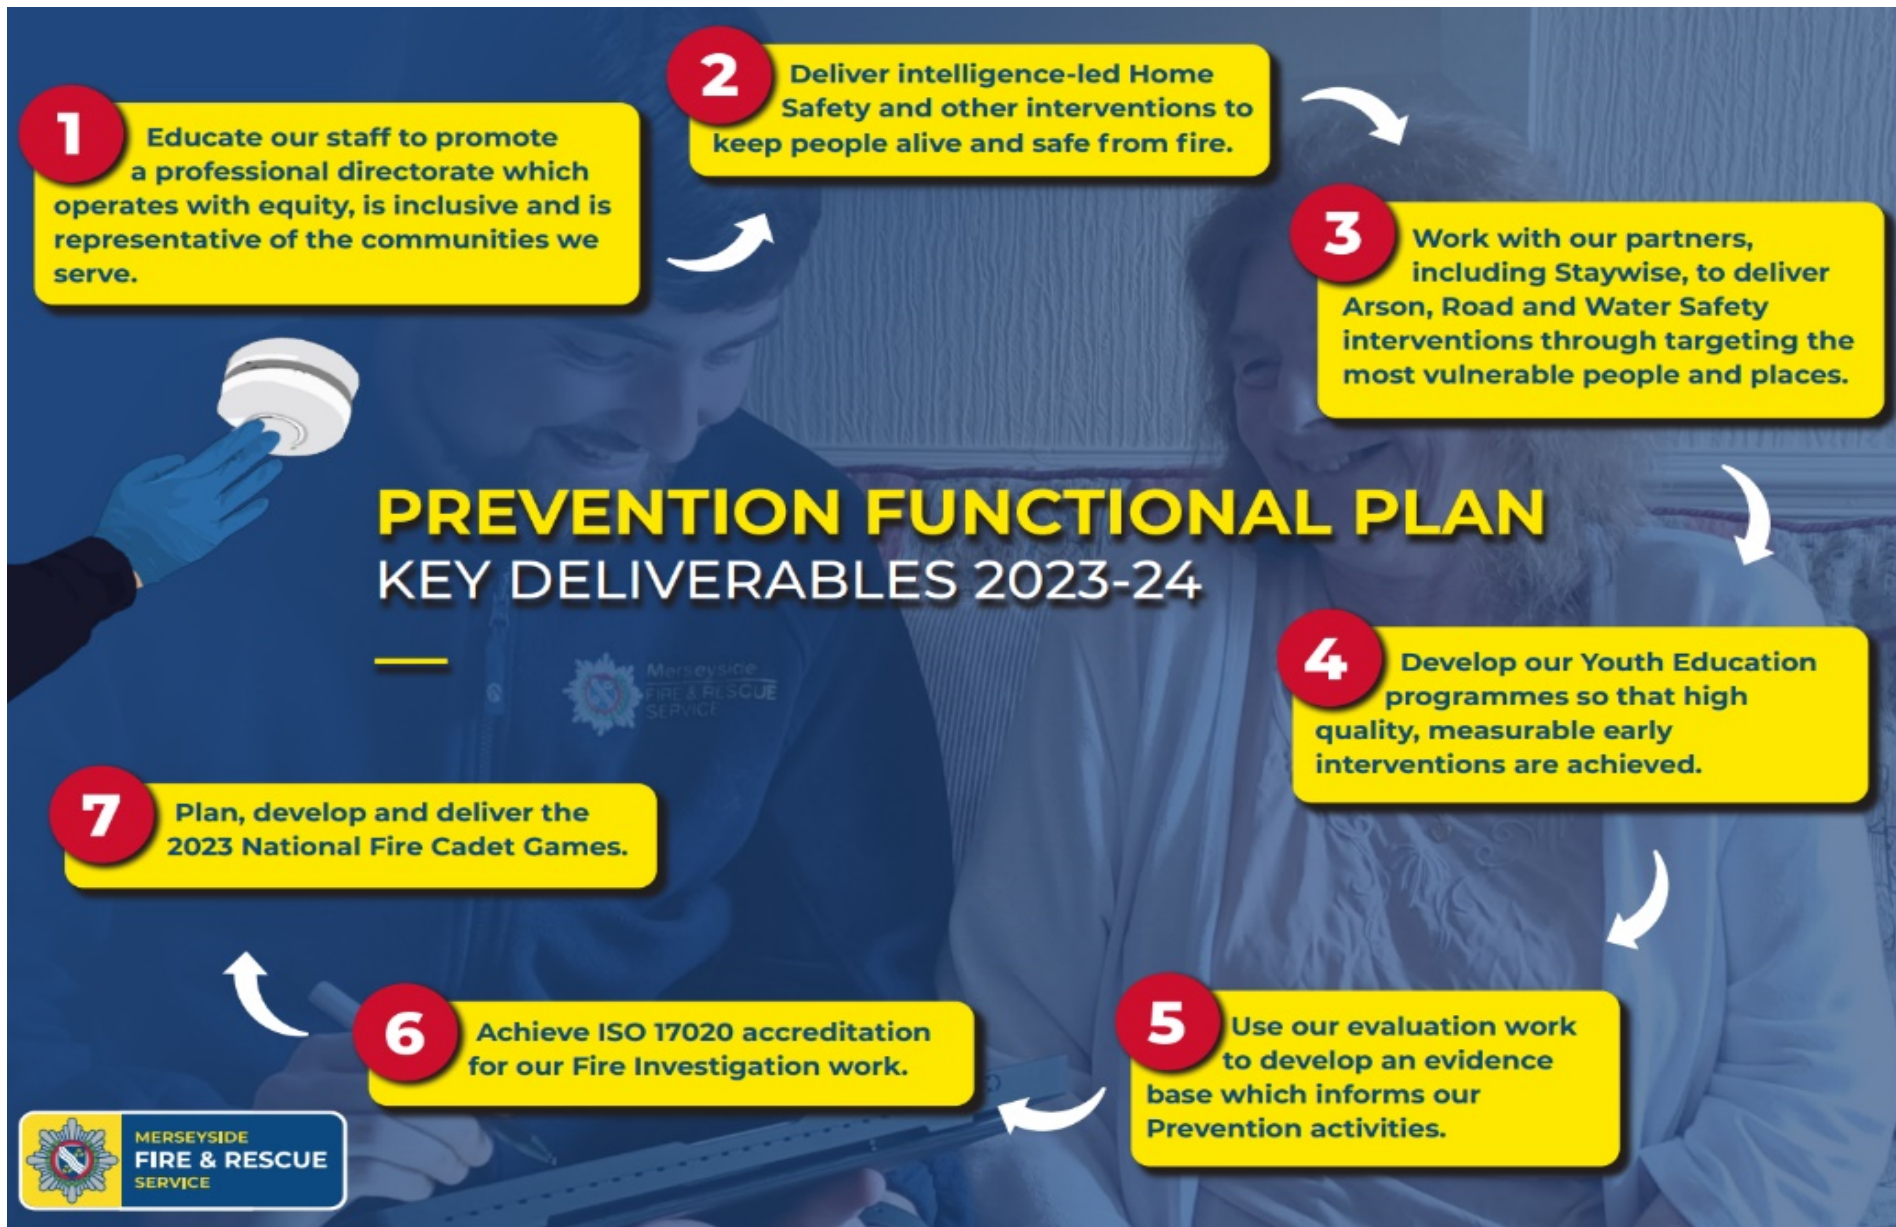 1
Educate our staff to promote
a professional directorate which
operates with equity, is inclusive and is
representative of the communities we
serve.
2
Deliver intelligence-led Home
Safety and other interventions to
keep people alive and safe from fire.
3
Work with our partners,
including Staywise, to deliver
Arson, Road and Water Safety
interventions through targeting the
most vulnerable people and places.
PREVENTION FUNCTIONAL PLAN
KEY DELIVERABLES 2023-24
Merseyside
FIRE & RESCUE
SERVICE
4
Develop our Youth Education
programmes so that high
quality, measurable early
interventions are achieved.
5
Use our evaluation work
to develop an evidence
base which informs our
Prevention activities.
6
Achieve ISO 17020 accreditation
for our Fire Investigation work.
7
Plan, develop and deliver the
2023 National Fire Cadet Games.
MERSEYSIDE
FIRE & RESCUE
SERVICE